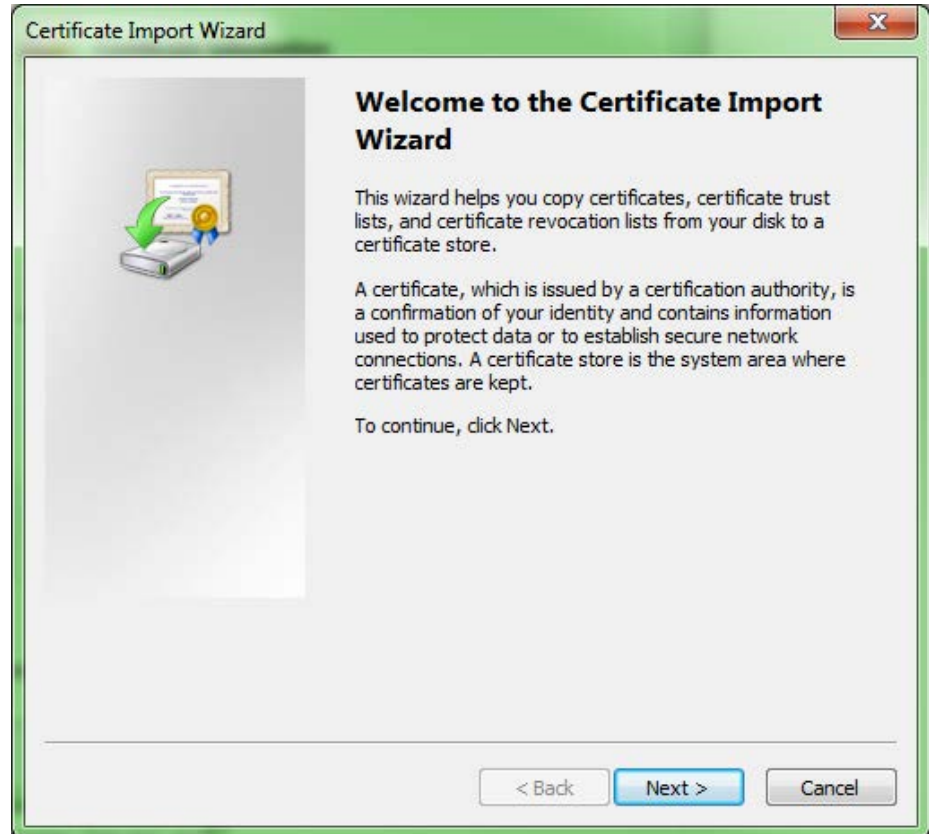 Certificate Import Wizard
Welcome to the Certificate Import
Wizard
This wizard helps you copy certificates, certificate trust
lists, and certificate revocation lists from your disk to a
certificate store.
A certificate, which is issued by a certification authority, is
a confirmation of your identity and contains information
used to protect data or to establish secure network
connections. A certificate store is the system area where
certificates are kept.
To continue, click Next.
< Back
Next >
Cancel